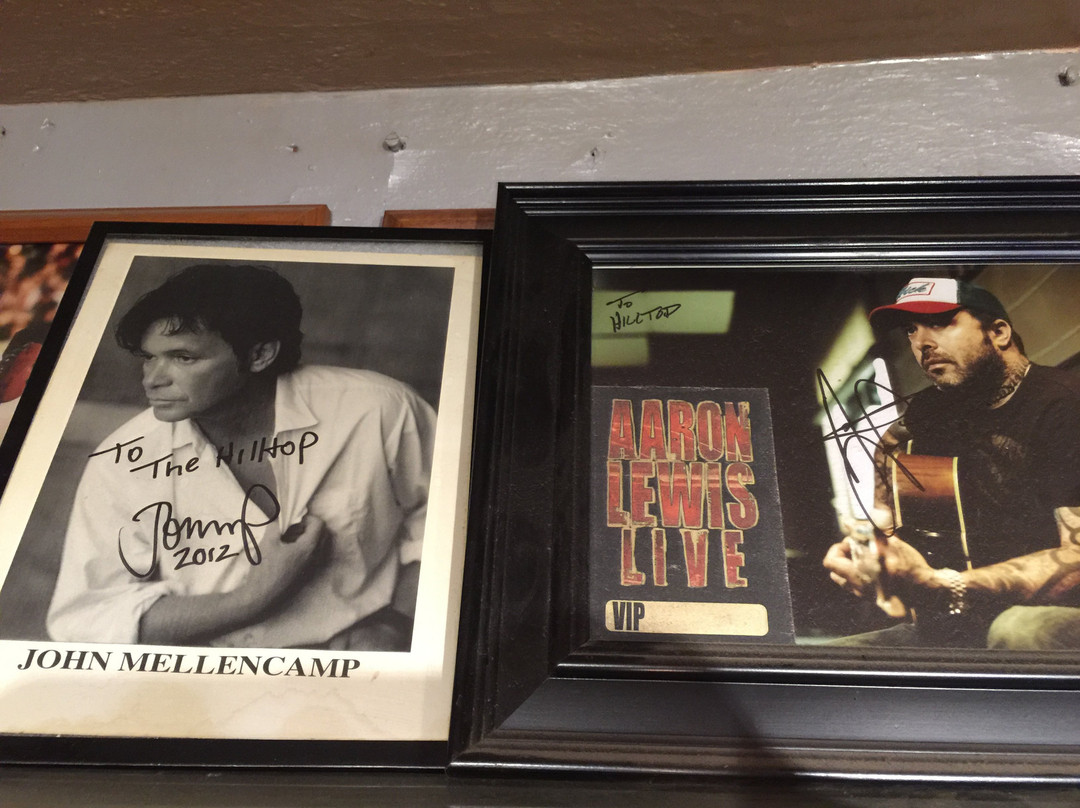 To
The Hilltop
2012
JOHN MELLENCAMP
To
HILLTOP
AARON
LEWIS
LIVE
VIP